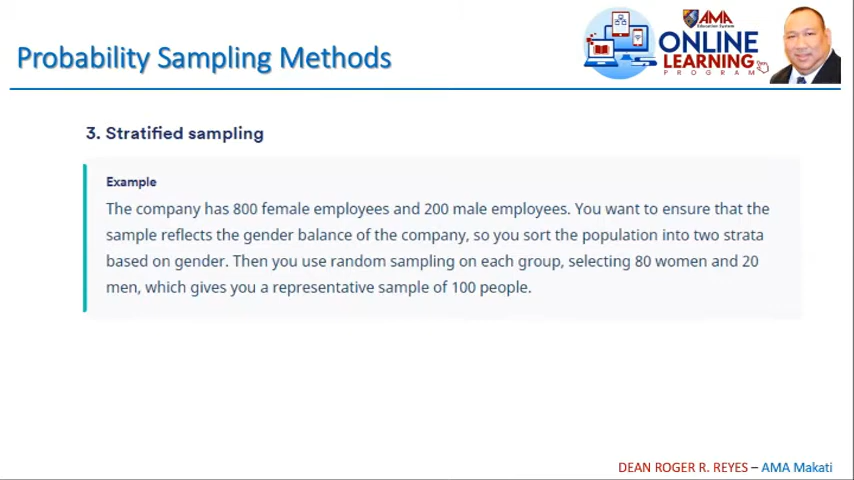 Probability Sampling Methods
AMA
Education System
ONLINE
LEARNING
PROGRAM
3. Stratified sampling
Example
The company has 800 female employees and 200 male employees. You want to ensure that the
sample reflects the gender balance of the company, so you sort the population into two strata
based on gender. Then you use random sampling on each group, selecting 80 women and 20
men, which gives you a representative sample of 100 people.
DEAN ROGER R. REYES – AMA Makati